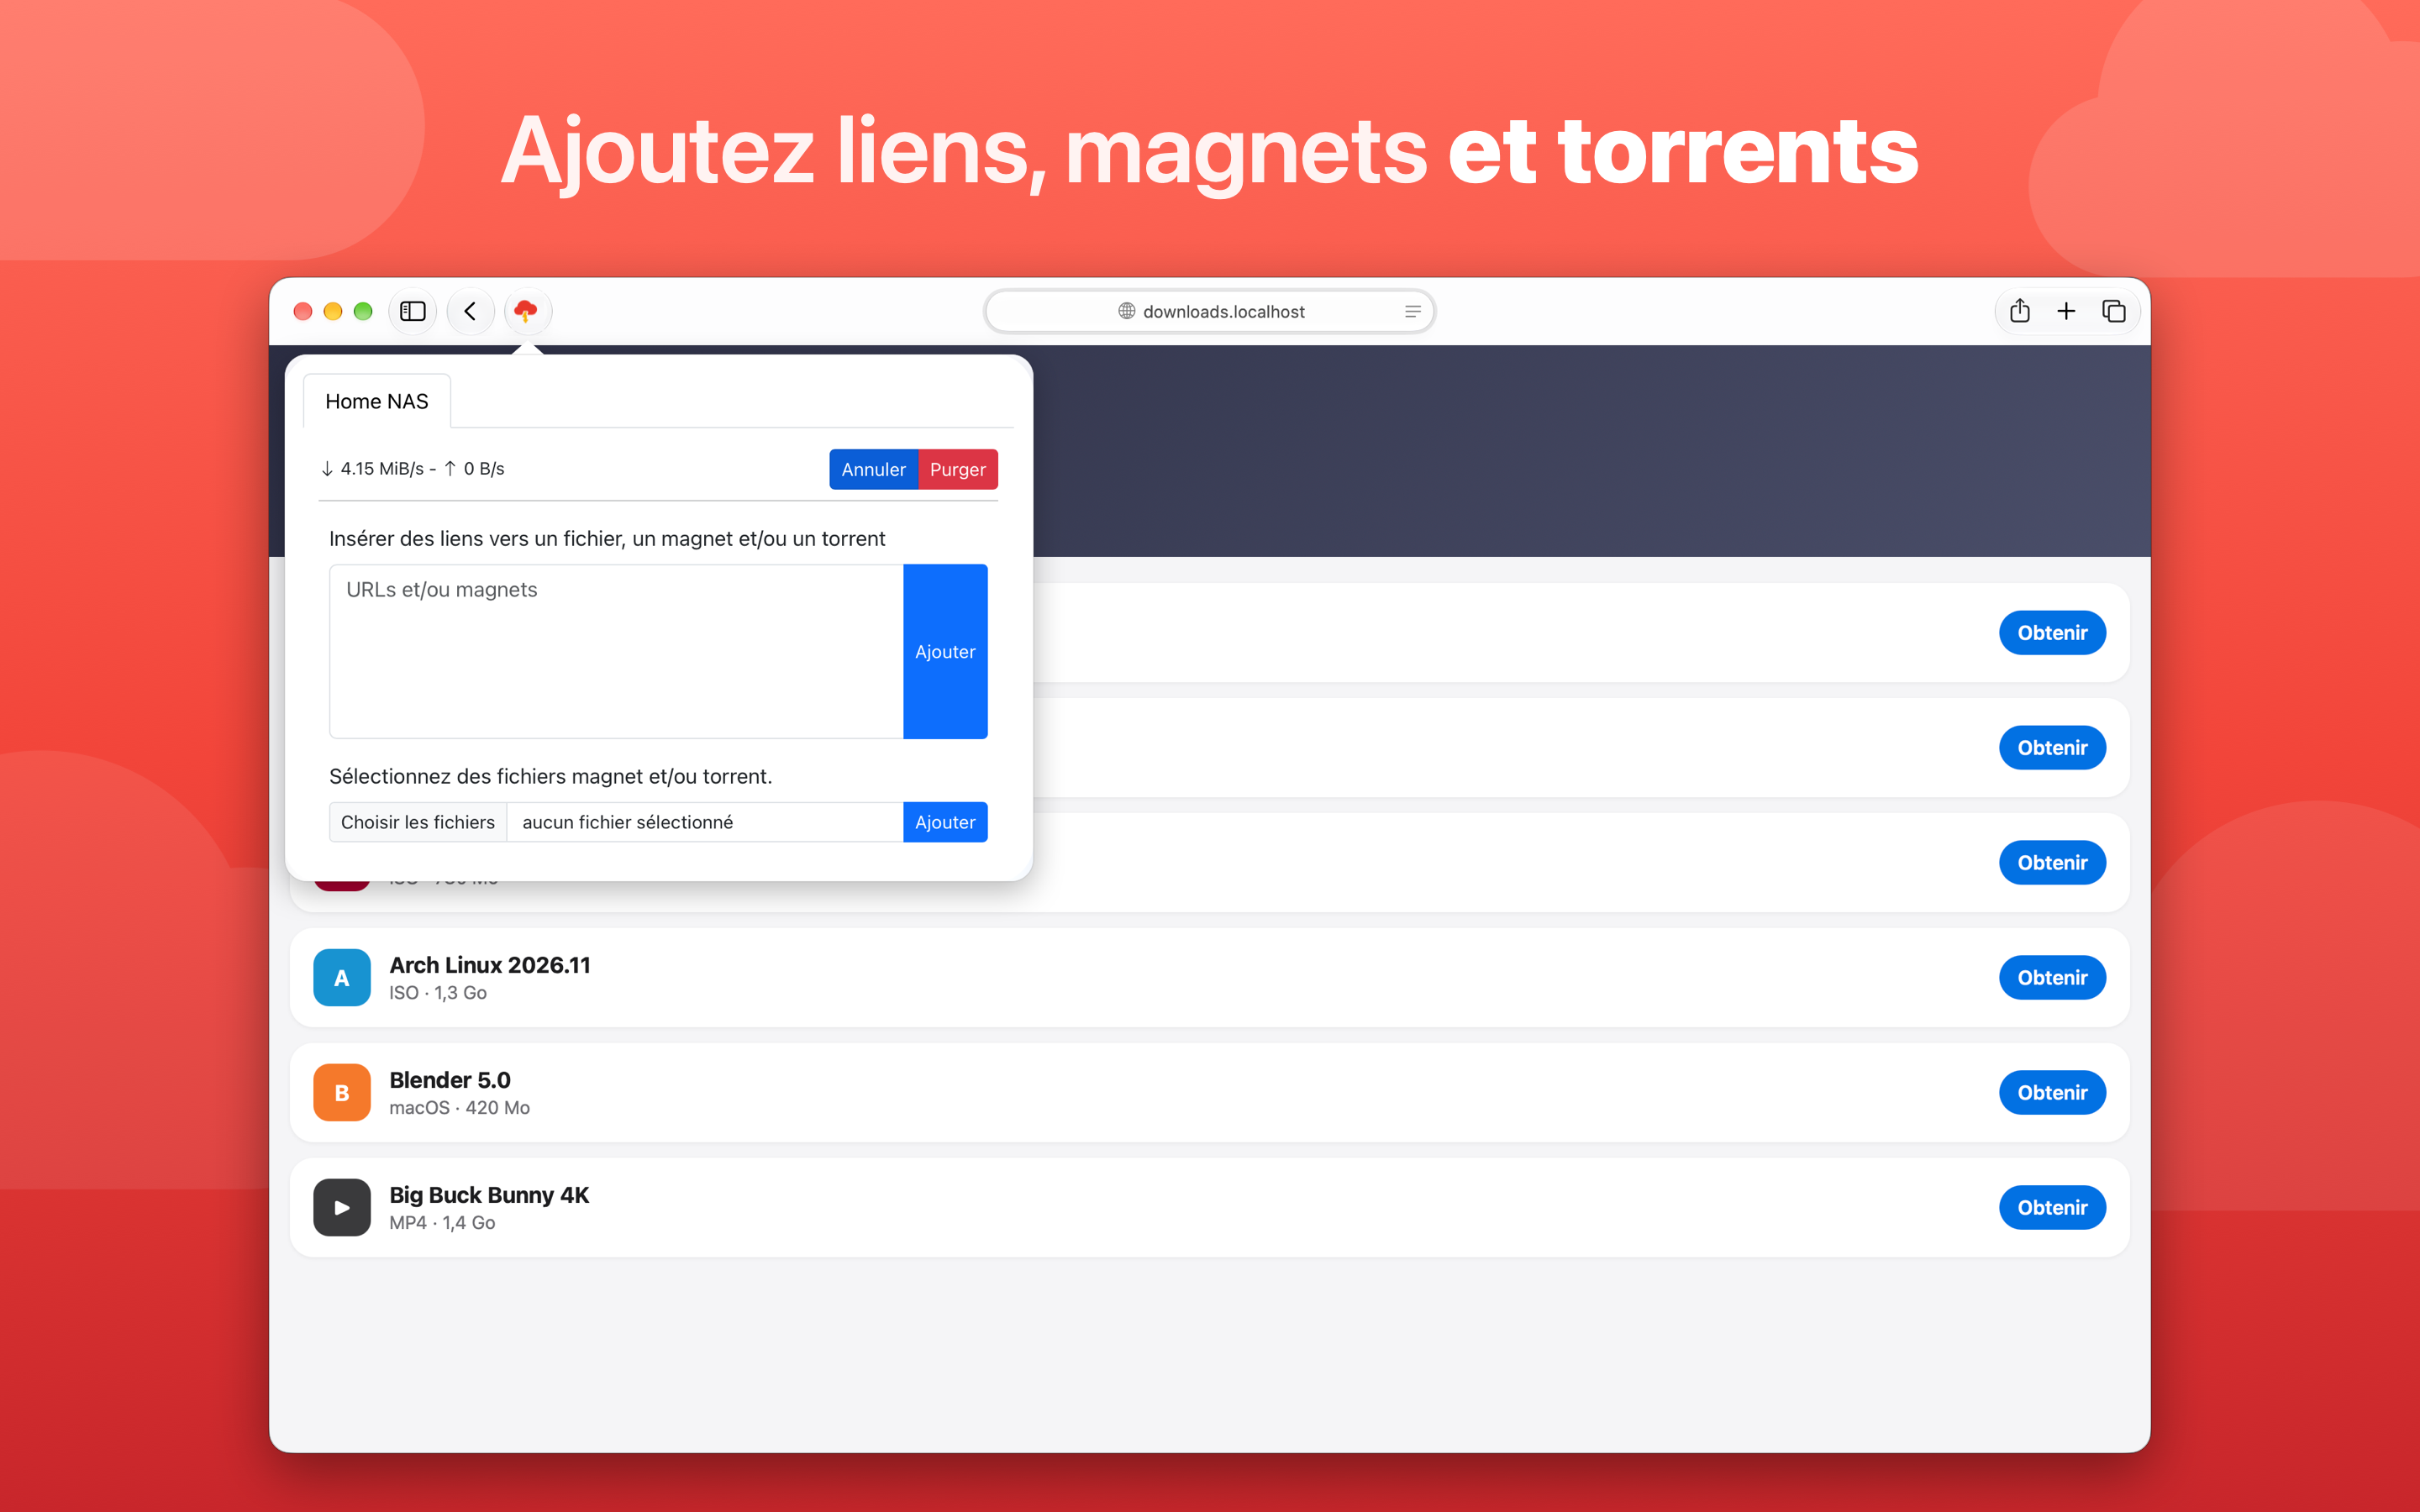 Ajoutez liens, magnets et torrents
downloads.localhost
Home NAS
↓ 4.15 MiB/s - ↑ 0 B/s
Annuler
Purger
Insérer des liens vers un fichier, un magnet et/ou un torrent
URLs et/ou magnets
Ajouter
Sélectionnez des fichiers magnet et/ou torrent.
Choisir les fichiers
aucun fichier sélectionné
Ajouter
Obtenir
Obtenir
Obtenir
A
Arch Linux 2026.11
ISO · 1,3 Go
Obtenir
B
Blender 5.0
macOS · 420 Mo
Obtenir
Big Buck Bunny 4K
MP4 · 1,4 Go
Obtenir